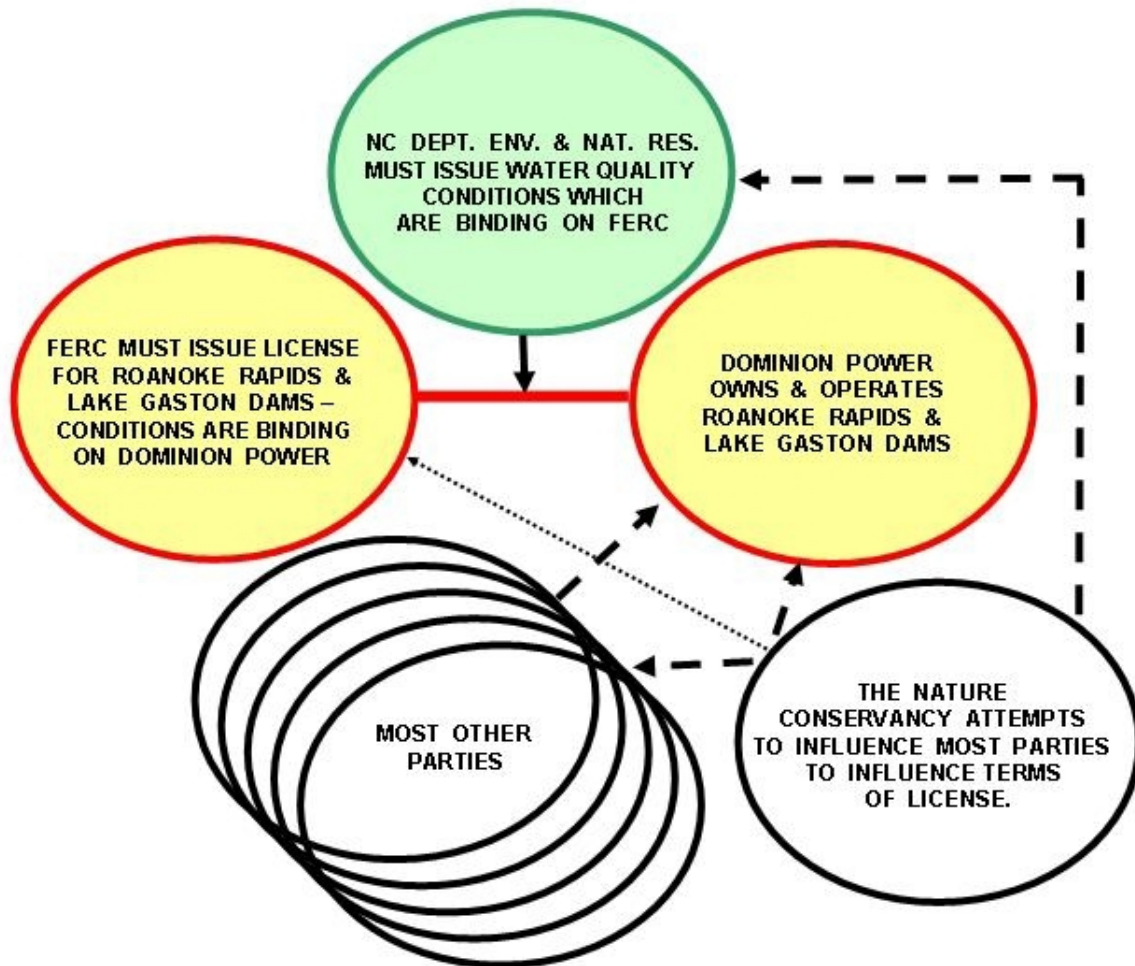 NC DEPT. ENV. & NAT. RES.
MUST ISSUE WATER QUALITY
CONDITIONS WHICH
ARE BINDING ON FERC
FERC MUST ISSUE LICENSE
FOR ROANOKE RAPIDS &
LAKE GASTON DAMS –
CONDITIONS ARE BINDING
ON DOMINION POWER
DOMINION POWER
OWNS & OPERATES
ROANOKE RAPIDS &
LAKE GASTON DAMS
MOST OTHER
PARTIES
THE NATURE
CONSERVANCY ATTEMPTS
TO INFLUENCE MOST PARTIES
TO INFLUENCE TERMS
OF LICENSE.